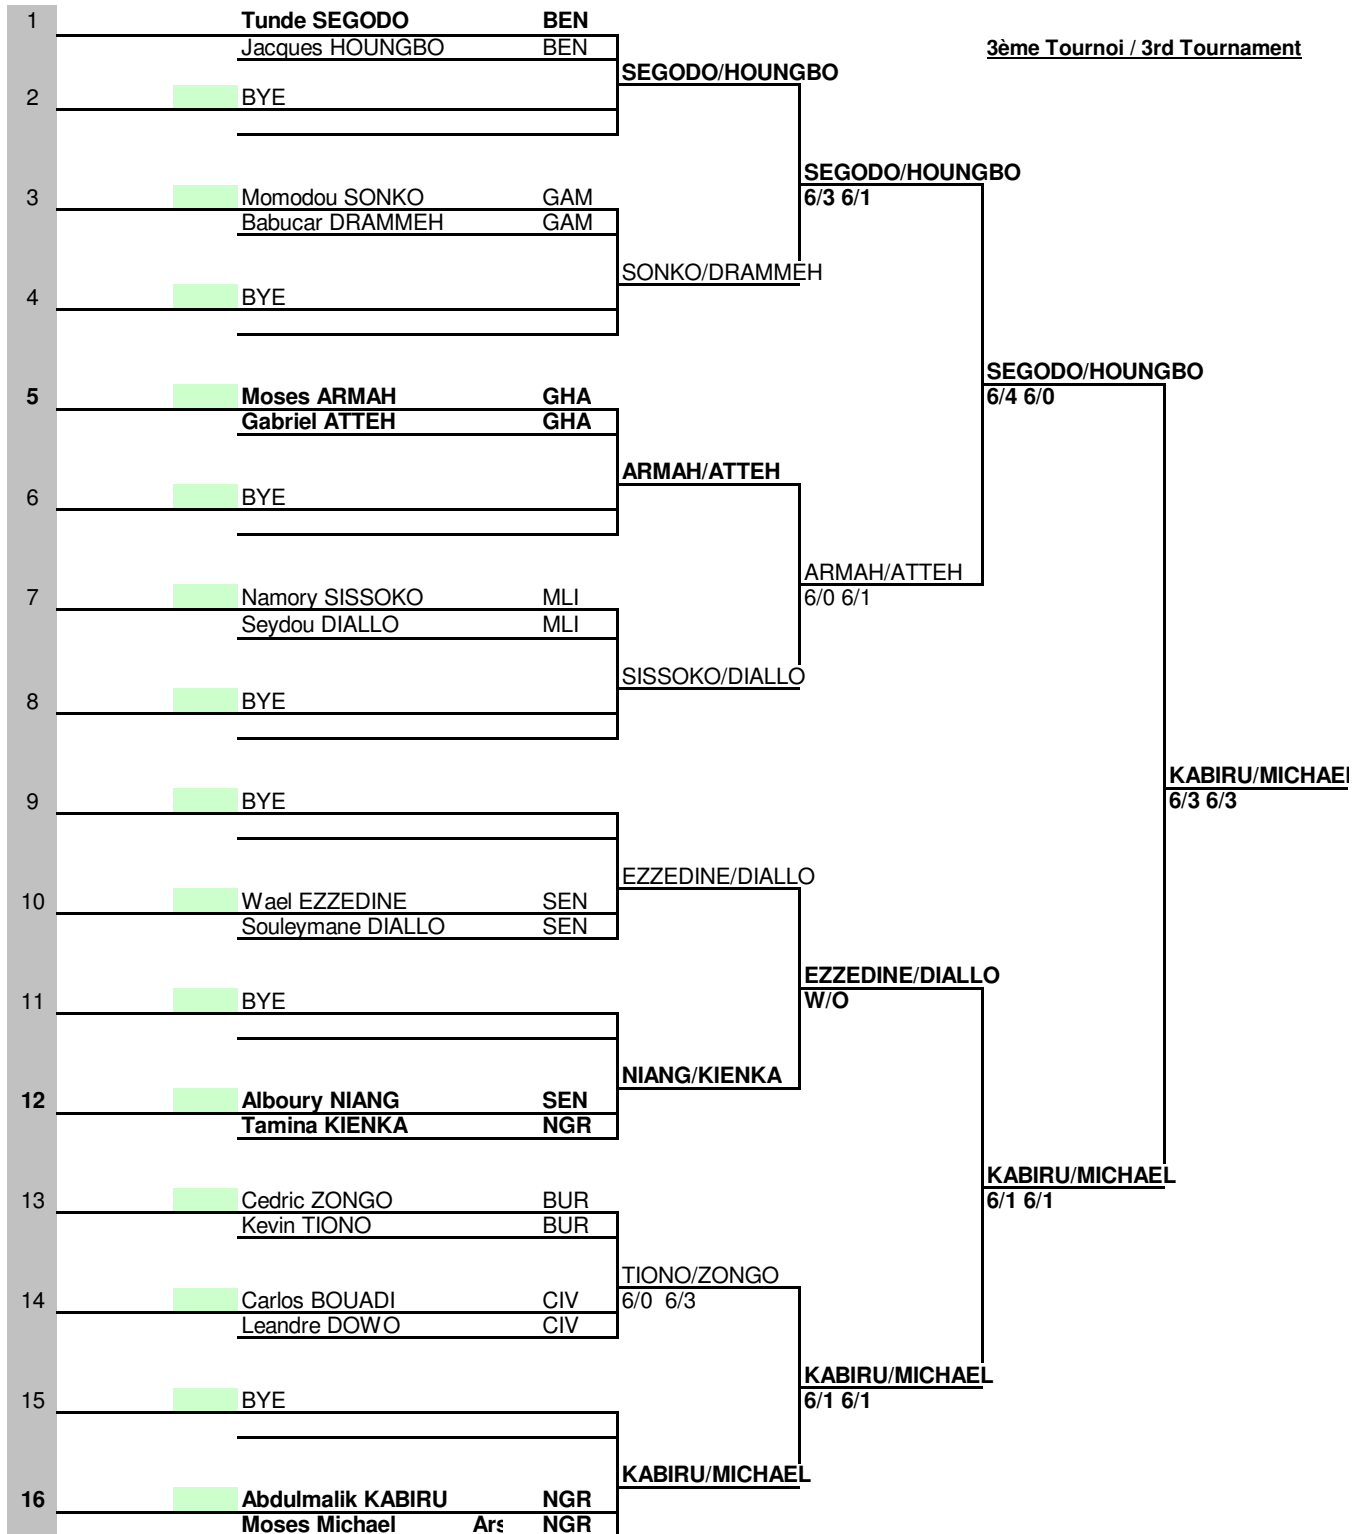 1 Tunde SEGODO BEN
Jacques HOUNGBO BEN
3ème Tournoi / 3rd Tournament
SEGODO/HOUNGBO
2 BYE
SEGODO/HOUNGBO
3 Momodou SONKO GAM 6/3 6/1
Babucar DRAMMEH GAM
SONKO/DRAMMEH
4 BYE
SEGODO/HOUNGBO
5 Moses ARMAH GHA 6/4 6/0
Gabriel ATTEH GHA
ARMAH/ATTEH
6 BYE
ARMAH/ATTEH
7 Namory SISSOKO MLI 6/0 6/1
Seydou DIALLO MLI
SISSOKO/DIALLO
8 BYE
KABIRU/MICHAEL
9 BYE 6/3 6/3
EZZEDINE/DIALLO
10 Wael EZZEDINE SEN
Souleymane DIALLO SEN
EZZEDINE/DIALLO
11 BYE W/O
NIANG/KIENKA
12 Alboury NIANG SEN
Tamina KIENKA NGR
KABIRU/MICHAEL
13 Cedric ZONGO BUR 6/1 6/1
Kevin TIONO BUR
TIONO/ZONGO
14 Carlos BOUADI CIV 6/0 6/3
Leandre DOWO CIV
KABIRU/MICHAEL
15 BYE 6/1 6/1
KABIRU/MICHAEL
16 Abdulmalik KABIRU NGR
Moses Michael Ars NGR